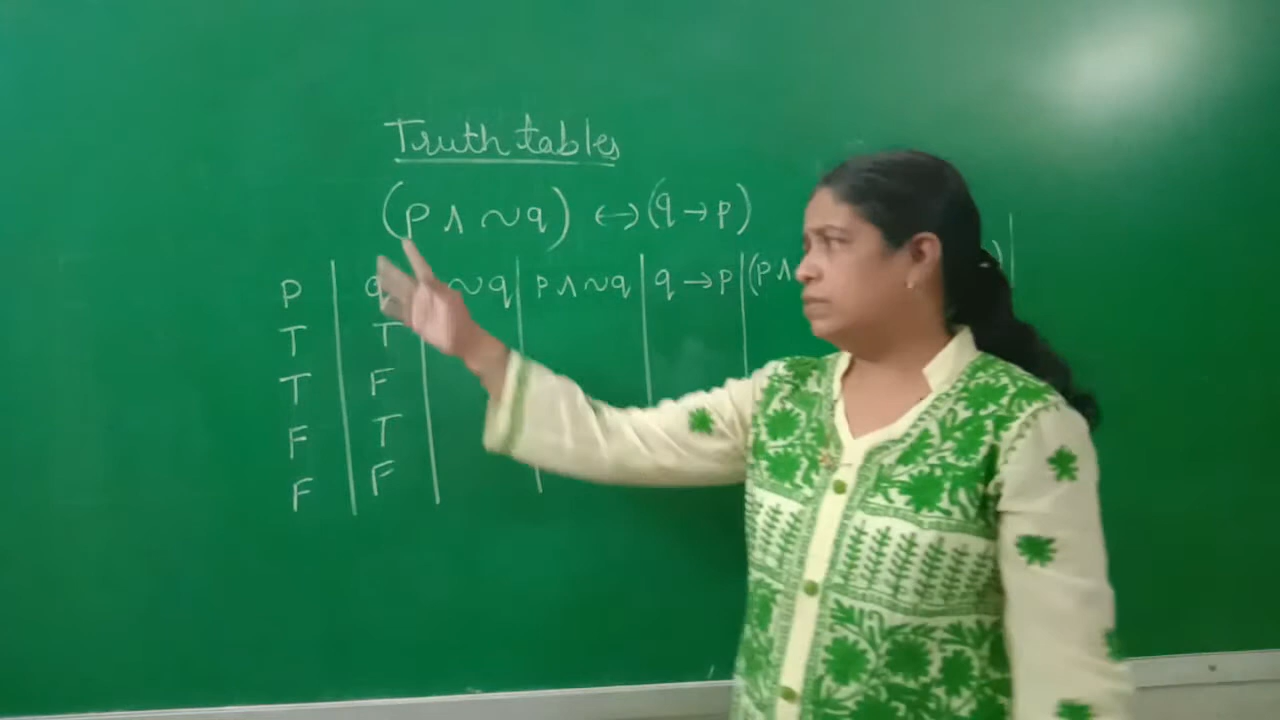 Truth tables
(p ∧ ~q) ↔ (q → p)
p q ~q p ∧ ~q q → p (p ∧ )
T T
T F
F T
F F